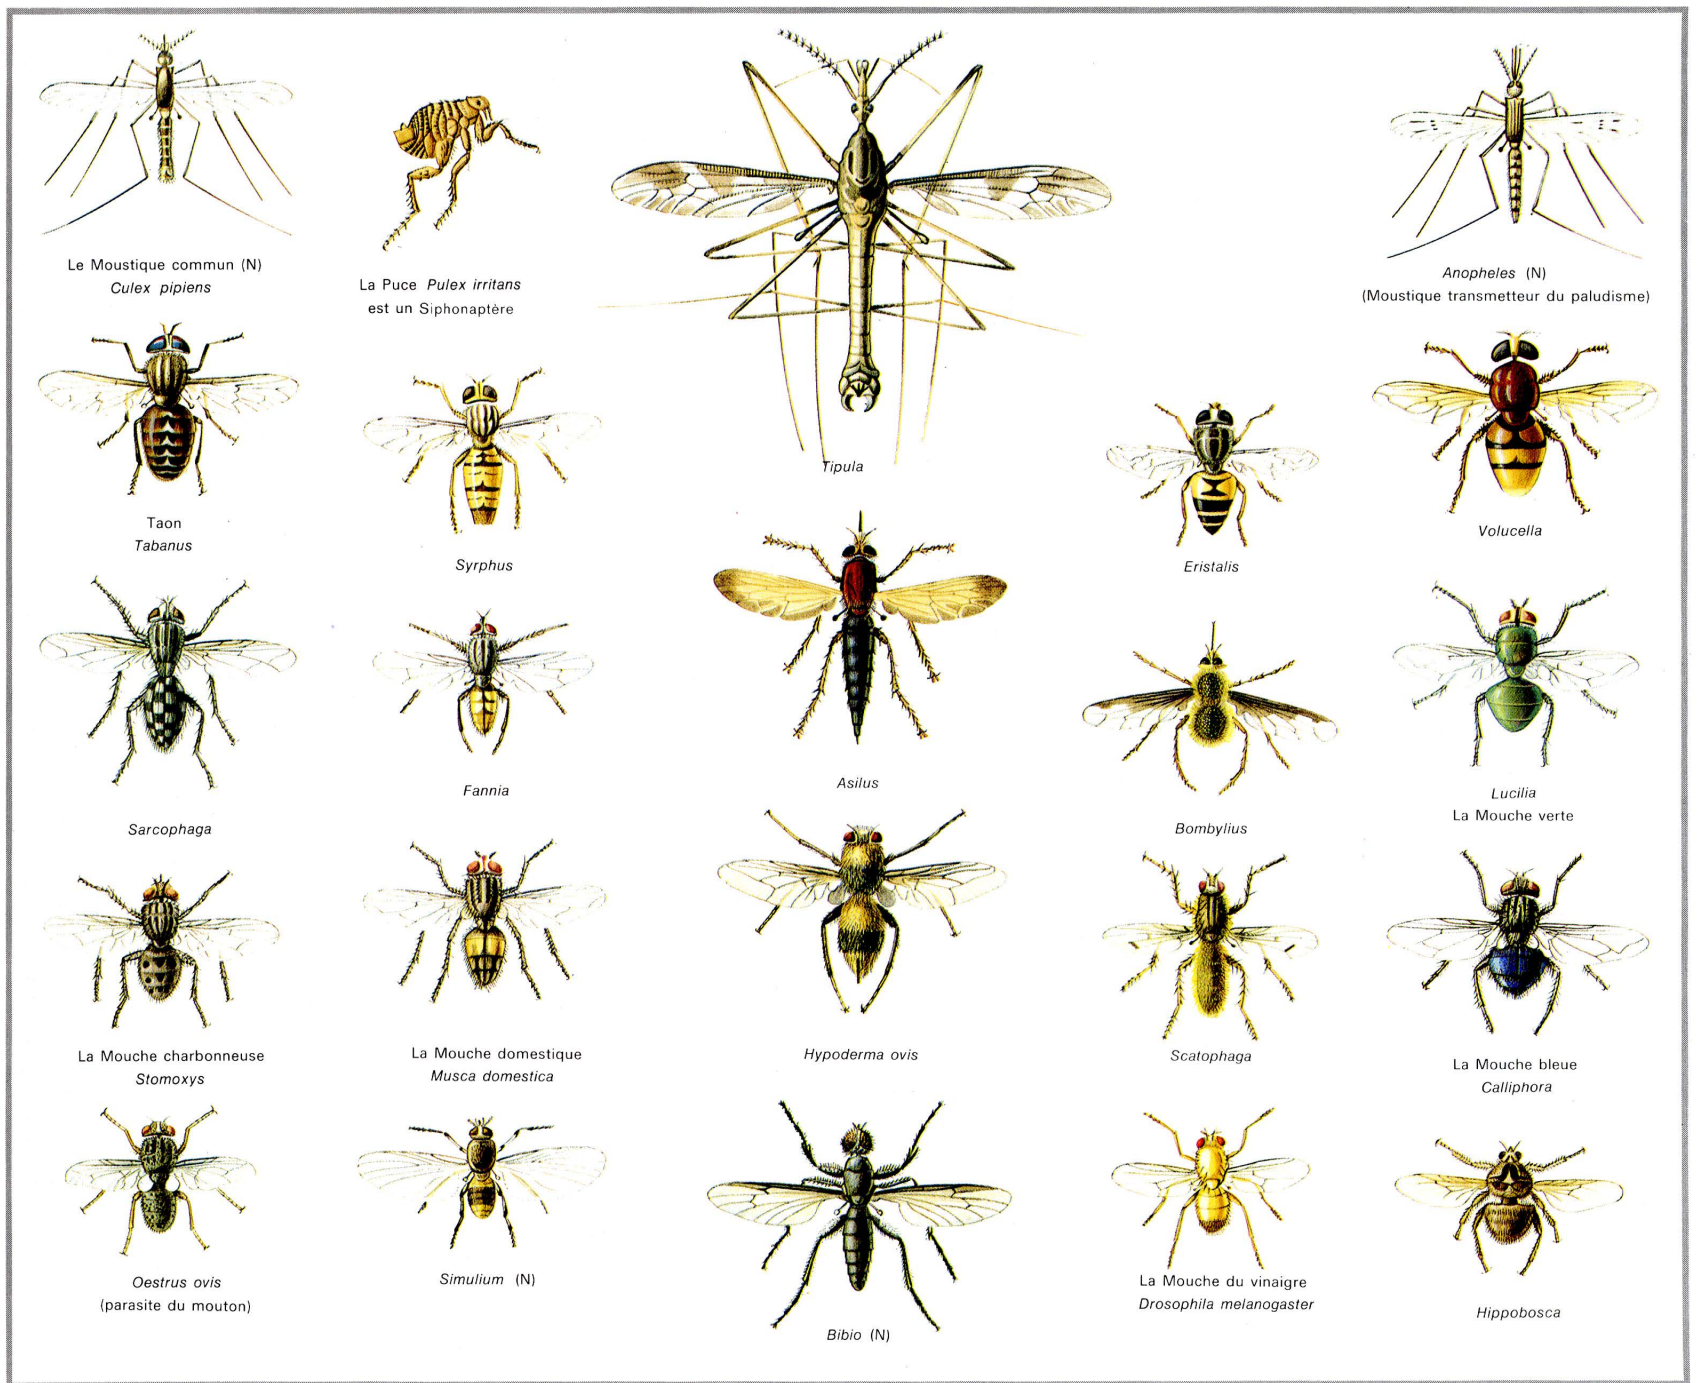 Le Moustique commun (N)
Culex pipiens
La Puce Pulex irritans
est un Siphonaptère
Tipula
Anopheles (N)
(Moustique transmetteur du paludisme)
Taon
Tabanus
Syrphus
Eristalis
Volucella
Sarcophaga
Fannia
Asilus
Bombylius
Lucilia
La Mouche verte
La Mouche charbonneuse
Stomoxys
La Mouche domestique
Musca domestica
Hypoderma ovis
Scatophaga
La Mouche bleue
Calliphora
Oestrus ovis
(parasite du mouton)
Simulium (N)
Bibio (N)
La Mouche du vinaigre
Drosophila melanogaster
Hippobosca